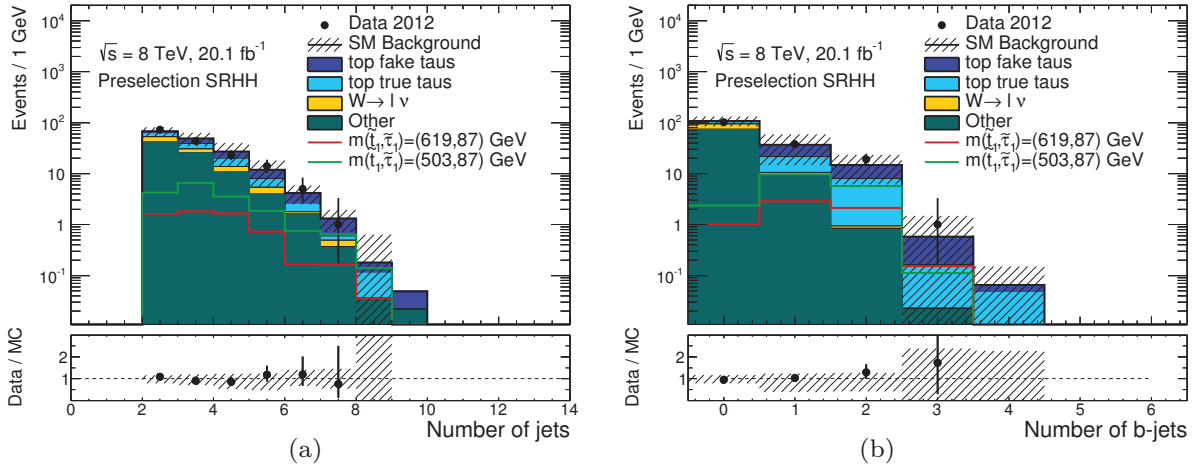 Events / 1 GeV
10⁴
10³
10²
10
1
10⁻¹
√s = 8 TeV, 20.1 fb⁻¹
Preselection SRHH
Data 2012
SM Background
top fake taus
top true taus
W→ l ν
Other
m(t̃₁,τ̃₁)=(619,87) GeV
m(t̃₁,τ̃₁)=(503,87) GeV
Data / MC
2
1
0 2 4 6 8 10 12 14
Number of jets
(a)
Events / 1 GeV
10⁴
10³
10²
10
1
10⁻¹
√s = 8 TeV, 20.1 fb⁻¹
Preselection SRHH
Data 2012
SM Background
top fake taus
top true taus
W→ l ν
Other
m(t̃₁,τ̃₁)=(619,87) GeV
m(t̃₁,τ̃₁)=(503,87) GeV
Data / MC
2
1
0 1 2 3 4 5 6
Number of b-jets
(b)